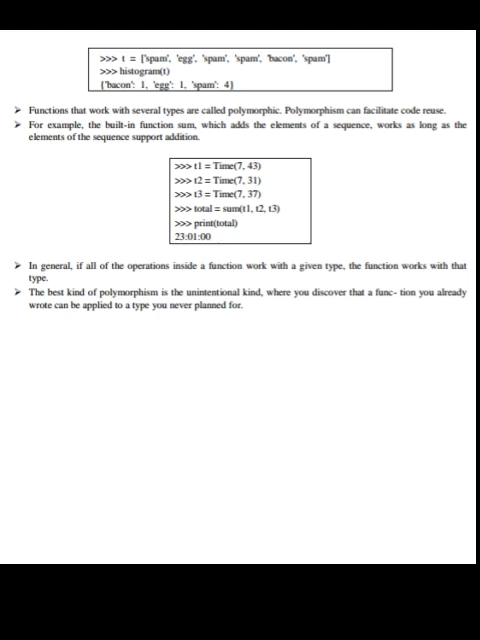 >>> t = ['spam', 'egg', 'spam', 'spam', 'bacon', 'spam']
>>> histogram(t)
{'bacon': 1, 'egg': 1, 'spam': 4}
➢ Functions that work with several types are called polymorphic. Polymorphism can facilitate code reuse.
➢ For example, the built-in function sum, which adds the elements of a sequence, works as long as the
elements of the sequence support addition.
>>> t1 = Time(7, 43)
>>> t2 = Time(7, 31)
>>> t3 = Time(7, 37)
>>> total = sum(t1, t2, t3)
>>> print(total)
23:01:00
➢ In general, if all of the operations inside a function work with a given type, the function works with that
type.
➢ The best kind of polymorphism is the unintentional kind, where you discover that a func- tion you already
wrote can be applied to a type you never planned for.